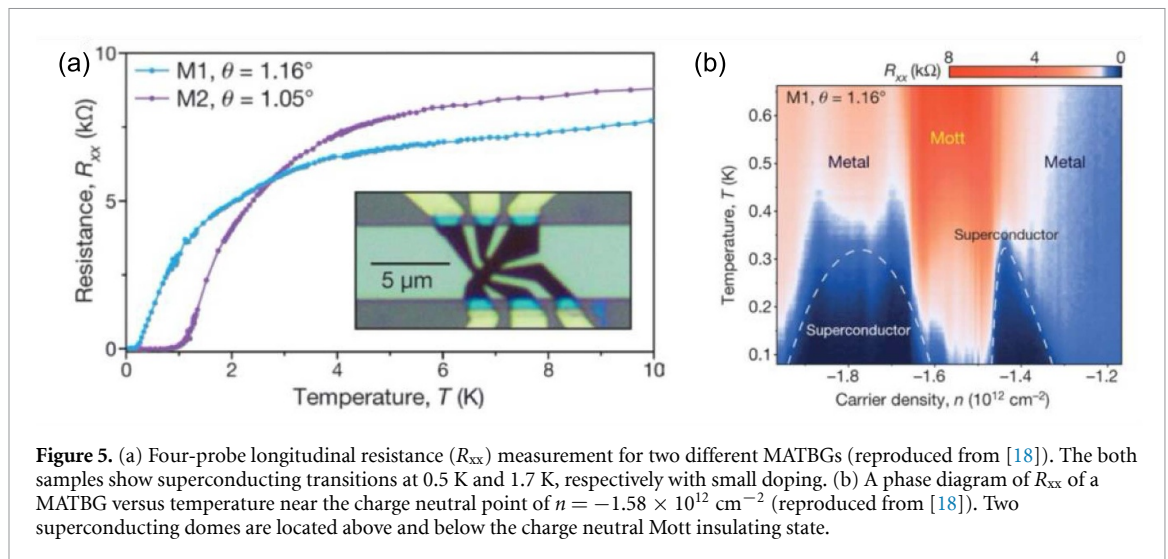 (a)
10
M1, θ = 1.16°
M2, θ = 1.05°
Resistance, Rxx (kΩ)
5
5 μm
0
0 2 4 6 8 10
Temperature, T (K)
(b)
8 4 0
Rxx (kΩ)
M1, θ = 1.16°
0.6
Mott
Metal
Metal
0.5
Temperature, T (K)
0.4
Superconductor
0.3
0.2
Superconductor
0.1
−1.8 −1.6 −1.4 −1.2
Carrier density, n (10¹² cm⁻²)
Figure 5. (a) Four-probe longitudinal resistance (Rxx) measurement for two different MATBGs (reproduced from [18]). The both
samples show superconducting transitions at 0.5 K and 1.7 K, respectively with small doping. (b) A phase diagram of Rxx of a
MATBG versus temperature near the charge neutral point of n = −1.58 × 10¹² cm⁻² (reproduced from [18]). Two
superconducting domes are located above and below the charge neutral Mott insulating state.